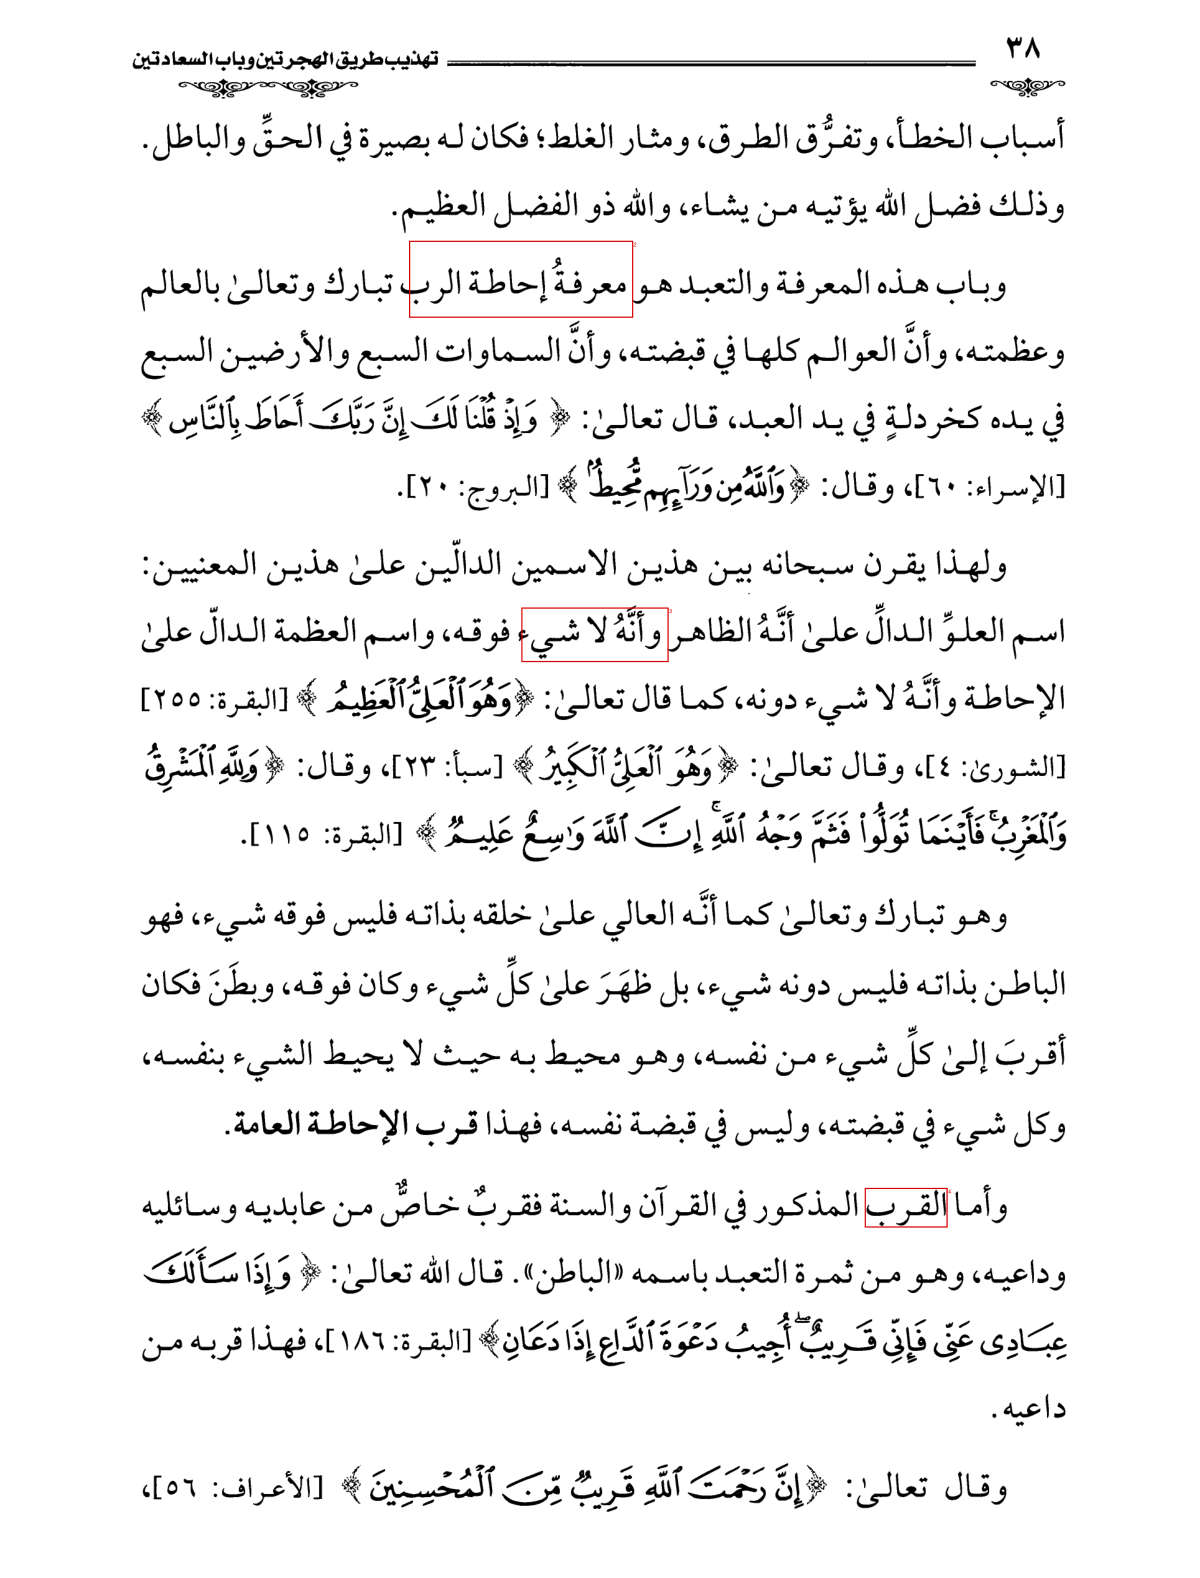 ٣٨
تهذيب طريق الهجرتين وباب السعادتين
أسباب الخطأ، وتفرُّق الطرق، ومثار الغلط؛ فكان له بصيرة في الحقِّ والباطل.
وذلك فضل الله يؤتيه من يشاء، والله ذو الفضل العظيم.
وباب هذه المعرفة والتعبد هو معرفةُ إحاطة الرب تبارك وتعالىٰ بالعالم
وعظمته، وأنَّ العوالم كلها في قبضته، وأنَّ السماوات السبع والأرضين السبع
في يده كخردلةٍ في يد العبد، قال تعالىٰ: ﴿ وَإِذْ قُلْنَا لَكَ إِنَّ رَبَّكَ أَحَاطَ بِٱلنَّاسِ ﴾
[الإسراء: ٦٠]، وقال: ﴿ وَٱللَّهُ مِن وَرَآئِهِم مُّحِيطٌۢ ﴾ [البروج: ٢٠].
ولهذا يقرن سبحانه بين هذين الاسمين الدالّين علىٰ هذين المعنيين:
اسم العلوِّ الدالِّ علىٰ أنَّهُ الظاهر وأنَّهُ لا شيء فوقه، واسم العظمة الدالّ علىٰ
الإحاطة وأنَّهُ لا شيء دونه، كما قال تعالىٰ: ﴿ وَهُوَ ٱلْعَلِىُّ ٱلْعَظِيمُ ﴾ [البقرة: ٢٥٥]
[الشورىٰ: ٤]، وقال تعالىٰ: ﴿ وَهُوَ ٱلْعَلِىُّ ٱلْكَبِيرُ ﴾ [سبأ: ٢٣]، وقال: ﴿ وَلِلَّهِ ٱلْمَشْرِقُ
وَٱلْمَغْرِبُ ۚ فَأَيْنَمَا تُوَلُّوا۟ فَثَمَّ وَجْهُ ٱللَّهِ ۚ إِنَّ ٱللَّهَ وَٰسِعٌ عَلِيمٌ ﴾ [البقرة: ١١٥].
وهو تبارك وتعالىٰ كما أنَّه العالي علىٰ خلقه بذاته فليس فوقه شيء، فهو
الباطن بذاته فليس دونه شيء، بل ظهَرَ علىٰ كلِّ شيء وكان فوقه، وبطَنَ فكان
أقربَ إلىٰ كلِّ شيء من نفسه، وهو محيط به حيث لا يحيط الشيء بنفسه،
وكل شيء في قبضته، وليس في قبضة نفسه، فهذا قرب الإحاطة العامة.
وأما القرب المذكور في القرآن والسنة فقربٌ خاصٌّ من عابديه وسائليه
وداعيه، وهو من ثمرة التعبد باسمه «الباطن». قال الله تعالىٰ: ﴿ وَإِذَا سَأَلَكَ
عِبَادِى عَنِّى فَإِنِّى قَرِيبٌ ۖ أُجِيبُ دَعْوَةَ ٱلدَّاعِ إِذَا دَعَانِ ﴾ [البقرة: ١٨٦]، فهذا قربه من
داعيه.
وقال تعالىٰ: ﴿ إِنَّ رَحْمَتَ ٱللَّهِ قَرِيبٌ مِّنَ ٱلْمُحْسِنِينَ ﴾ [الأعراف: ٥٦]،